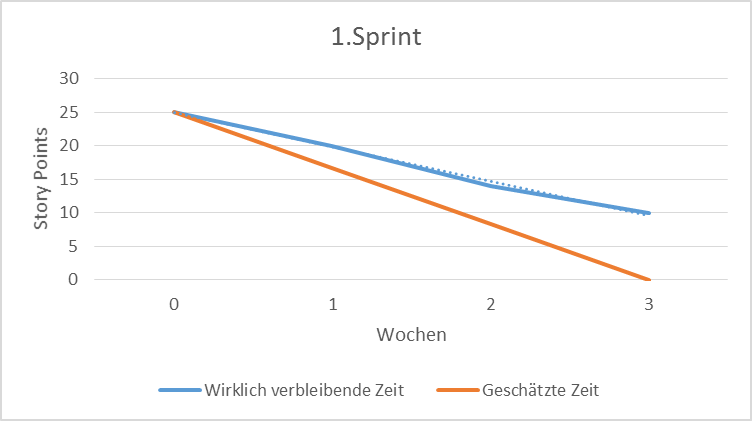 1.Sprint
30
25
20
15
10
5
0
Story Points
0 1 2 3
Wochen
Wirklich verbleibende Zeit Geschätzte Zeit